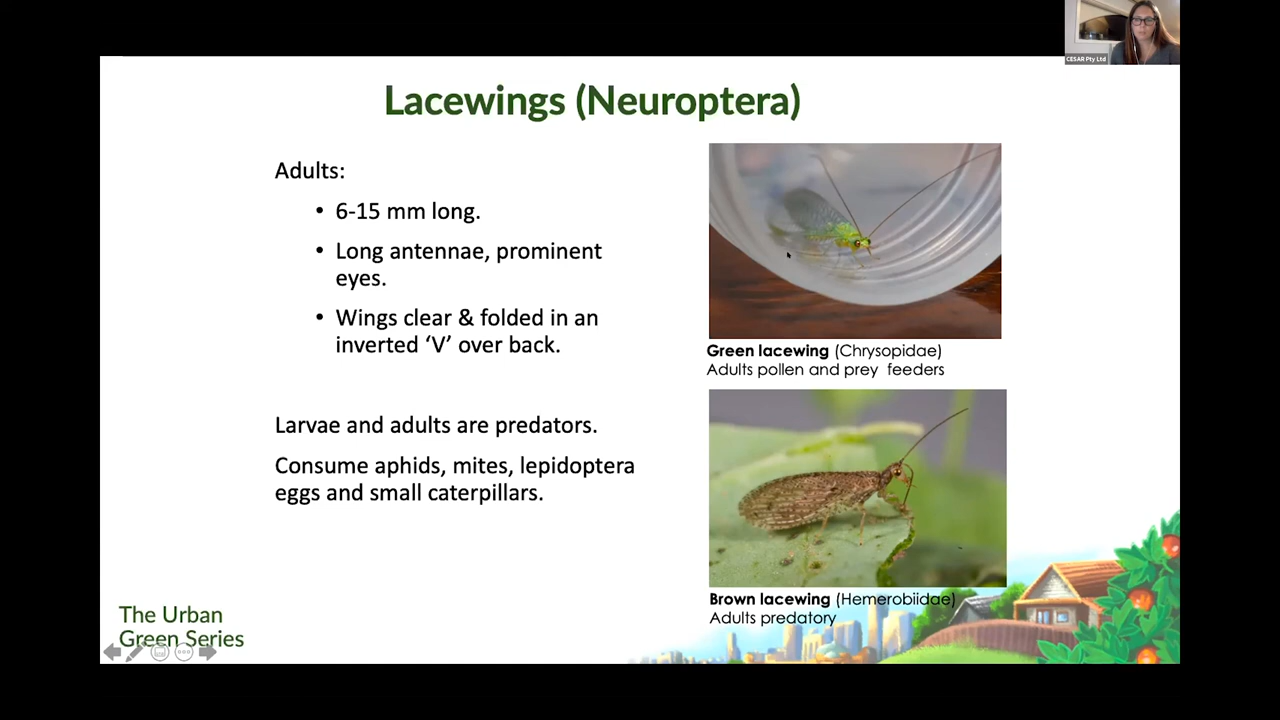 CESAR Pty Ltd
Lacewings (Neuroptera)
Adults:
• 6-15 mm long.
• Long antennae, prominent
eyes.
• Wings clear & folded in an
inverted ‘V’ over back.
Larvae and adults are predators.
Consume aphids, mites, lepidoptera
eggs and small caterpillars.
Green lacewing (Chrysopidae)
Adults pollen and prey feeders
Brown lacewing (Hemerobiidae)
Adults predatory
The Urban
Green Series